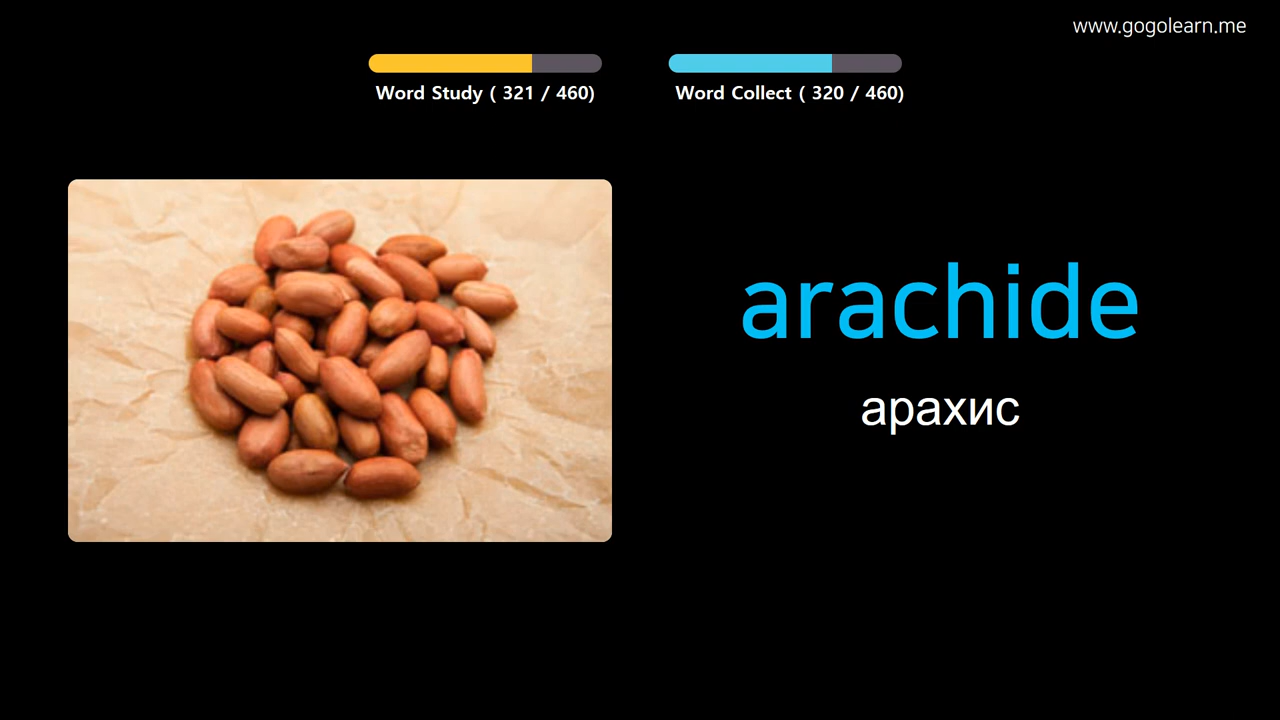 www.gogolearn.me
Word Study ( 321 / 460)
Word Collect ( 320 / 460)
arachide
арахис